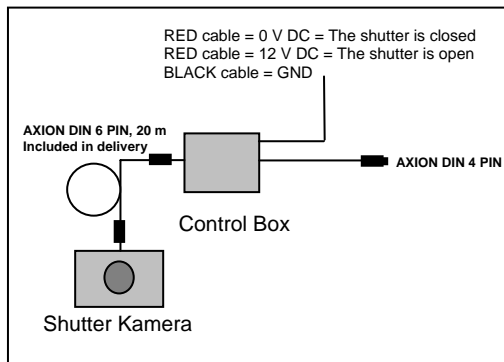 RED cable = 0 V DC = The shutter is closed
RED cable = 12 V DC = The shutter is open
BLACK cable = GND
AXION DIN 6 PIN, 20 m
Included in delivery
AXION DIN 4 PIN
Control Box
Shutter Kamera